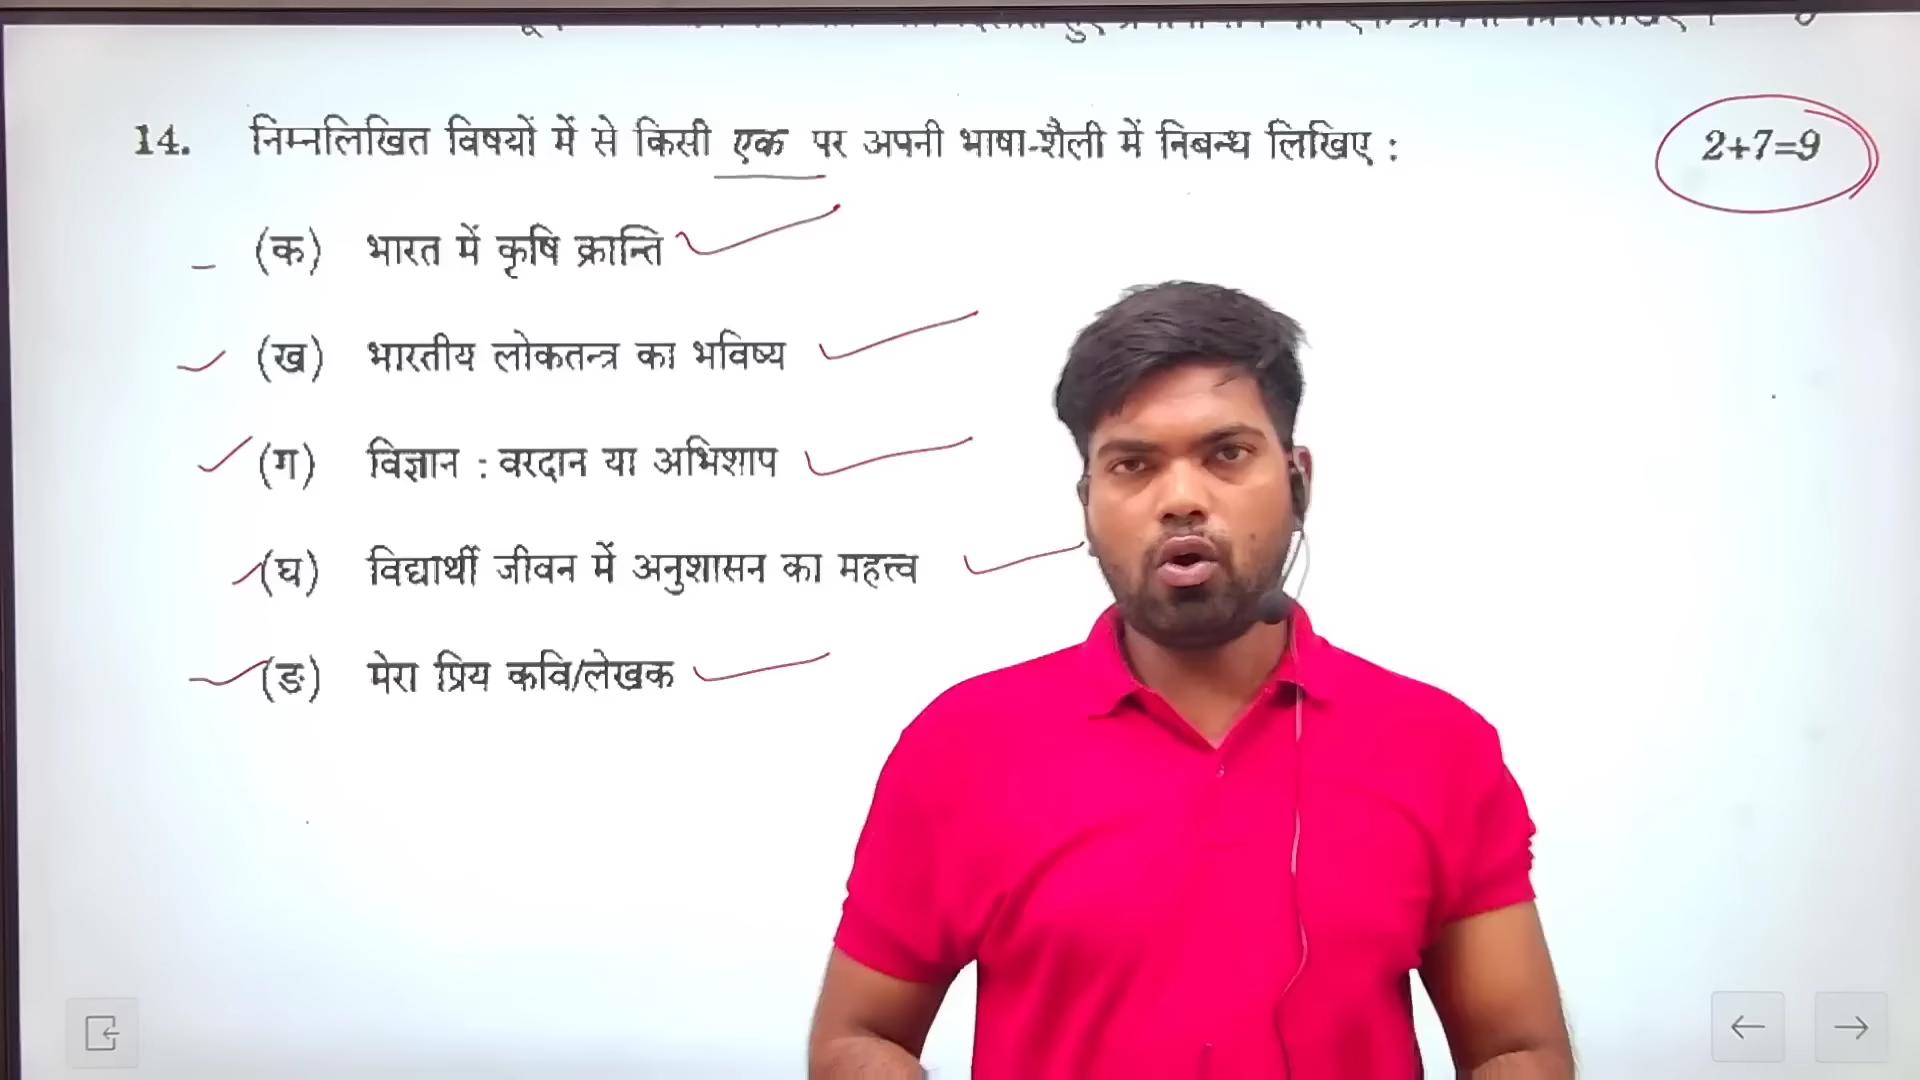 14. निम्नलिखित विषयों में से किसी एक पर अपनी भाषा-शैली में निबन्ध लिखिए : 2+7=9
(क) भारत में कृषि क्रान्ति
(ख) भारतीय लोकतन्त्र का भविष्य
(ग) विज्ञान : वरदान या अभिशाप
(घ) विद्यार्थी जीवन में अनुशासन का महत्त्व
(ङ) मेरा प्रिय कवि/लेखक